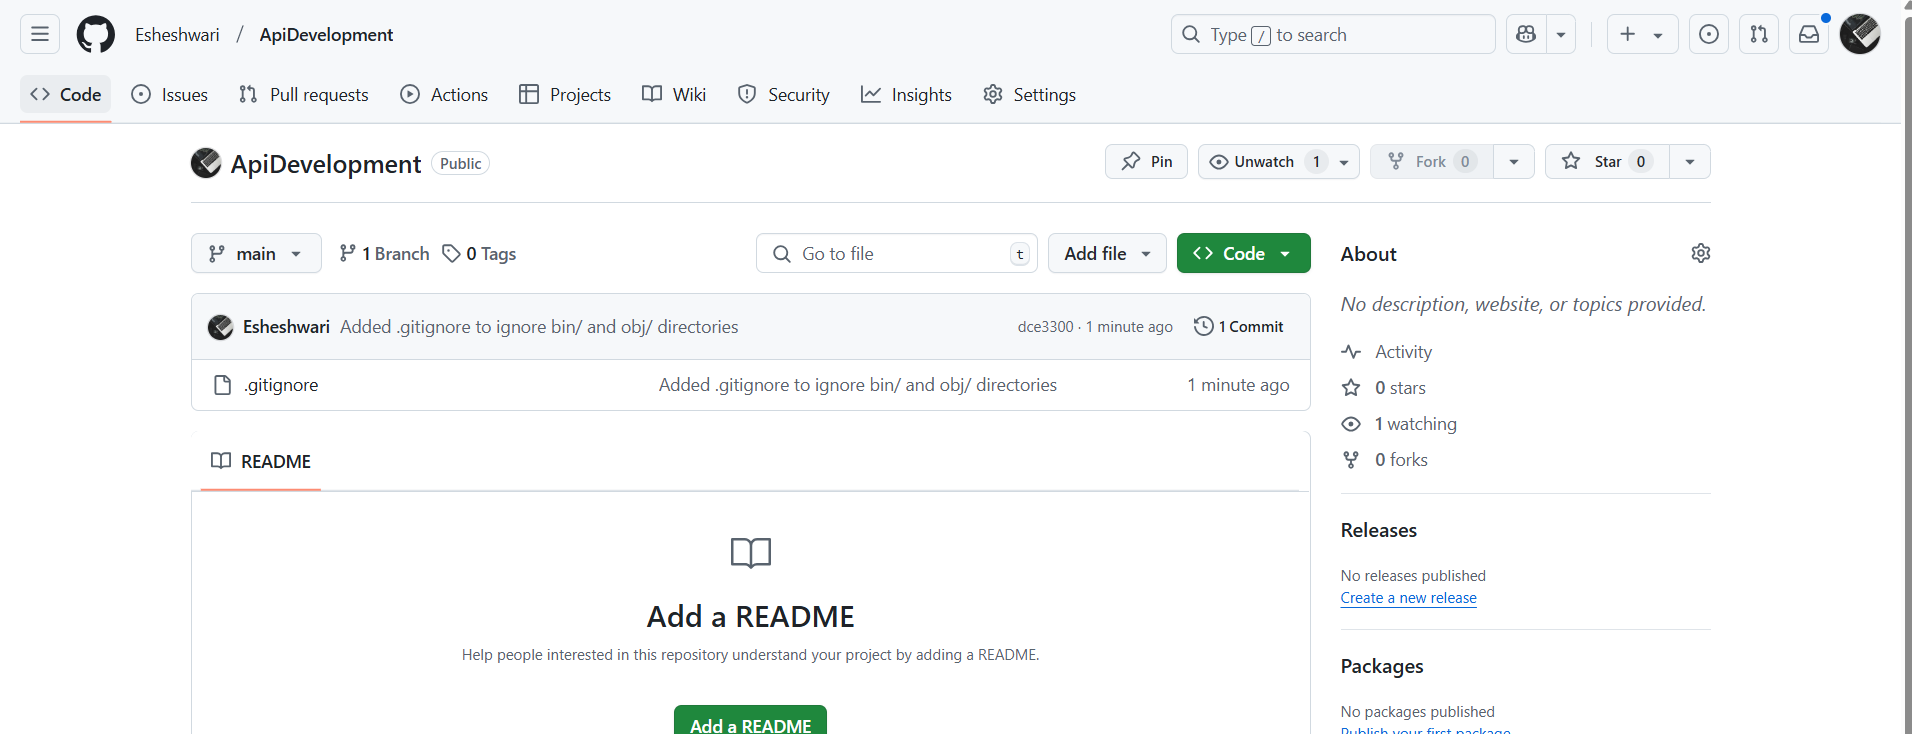 Esheshwari / ApiDevelopment
Type / to search
Code Issues Pull requests Actions Projects Wiki Security Insights Settings
ApiDevelopment Public
Pin Unwatch 1 Fork 0 Star 0
main 1 Branch 0 Tags
Go to file t Add file Code
About
No description, website, or topics provided.
Esheshwari Added .gitignore to ignore bin/ and obj/ directories dce3300 · 1 minute ago 1 Commit
.gitignore Added .gitignore to ignore bin/ and obj/ directories 1 minute ago
Activity
0 stars
1 watching
0 forks
README
Add a README
Help people interested in this repository understand your project by adding a README.
Add a README
Releases
No releases published
Create a new release
Packages
No packages published
Publish your first package